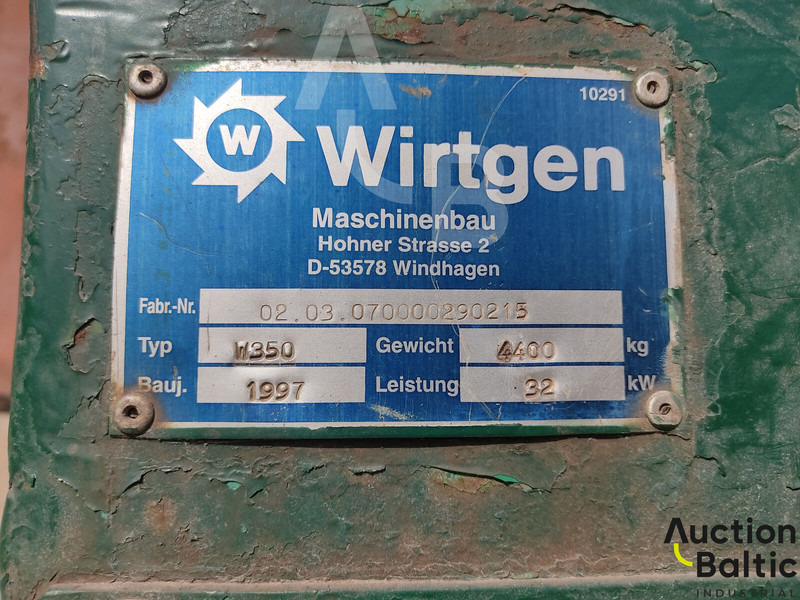 10291
W
Wirtgen
Maschinenbau
Hohner Strasse 2
D-53578 Windhagen
Fabr.-Nr. 02.03.070000290215
Typ W350 Gewicht 4400 kg
Bauj. 1997 Leistung 32 kW
ALCB
Auction
Baltic
INDUSTRIAL